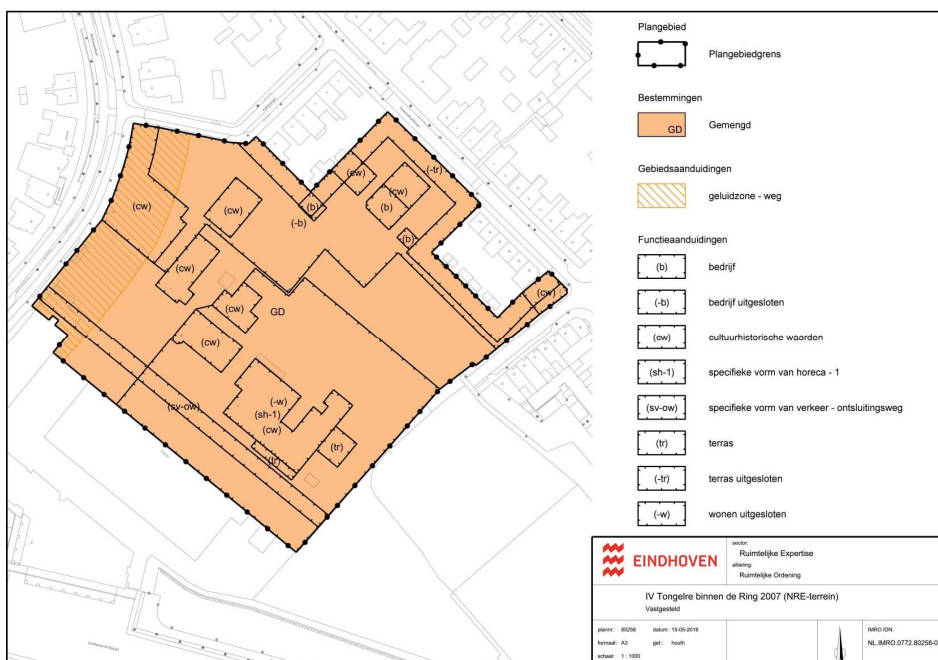 (cw)
(cw)
(b)
(-b)
(cw)
(-tr)
(cw)
(b)
(b)
(cw)
(cw)
(cw)
GD
(cw)
(cw)
(-w)
(sh-1)
(cw)
(sv-ow)
(tr)
(tr)
Plangebied
Plangebiedgrens
Bestemmingen
GD Gemengd
Gebiedsaanduidingen
geluidzone - weg
Functieaanduidingen
(b) bedrijf
(-b) bedrijf uitgesloten
(cw) cultuurhistorische waarden
(sh-1) specifieke vorm van horeca - 1
(sv-ow) specifieke vorm van verkeer - ontsluitingsweg
(tr) terras
(-tr) terras uitgesloten
(-w) wonen uitgesloten
EINDHOVEN
sector:
Ruimtelijke Expertise
afdeling:
Ruimtelijke Ordening
IV Tongelre binnen de Ring 2007 (NRE-terrein)
Vastgesteld
plannr: 80258 datum: 15-05-2018
formaat: A3 get.: houth
schaal: 1 : 1000
IMRO IDN:
NL.IMRO.0772.80258-0